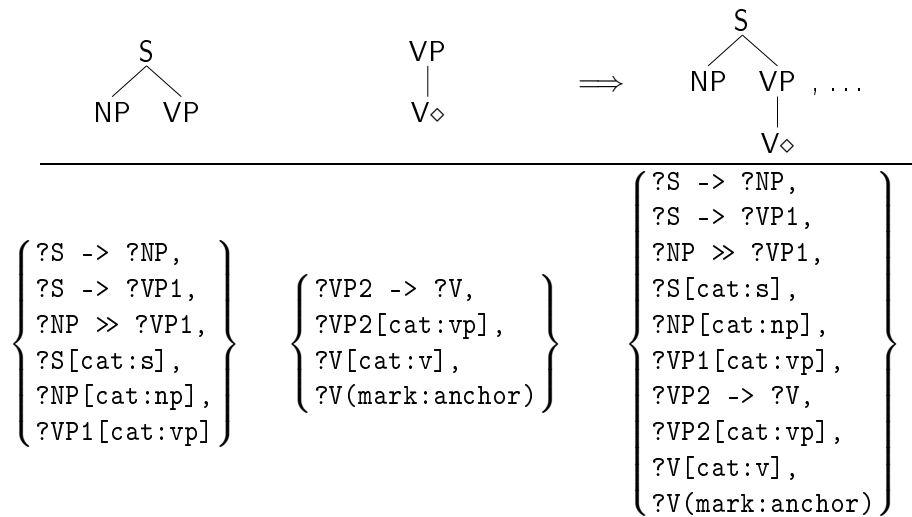 S
NP VP
VP
V◇
⟹
S
NP VP , ...
V◇
?S -> ?NP,
?S -> ?VP1,
?NP ≫ ?VP1,
?S[cat:s],
?NP[cat:np],
?VP1[cat:vp]
?VP2 -> ?V,
?VP2[cat:vp],
?V[cat:v],
?V(mark:anchor)
?S -> ?NP,
?S -> ?VP1,
?NP ≫ ?VP1,
?S[cat:s],
?NP[cat:np],
?VP1[cat:vp],
?VP2 -> ?V,
?VP2[cat:vp],
?V[cat:v],
?V(mark:anchor)